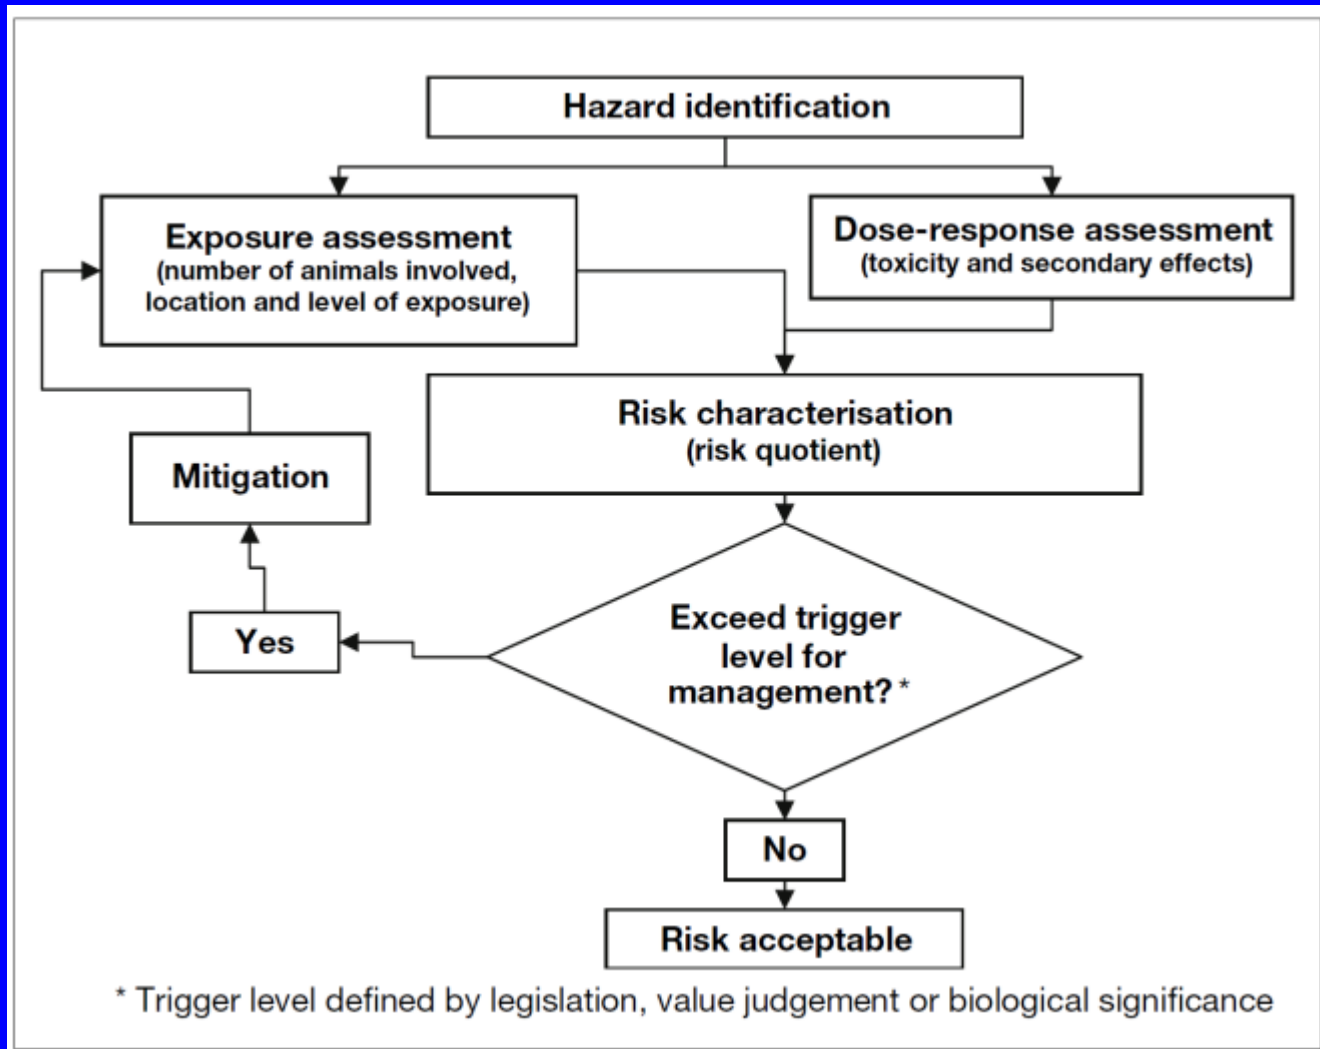 Hazard identification
Exposure assessment
(number of animals involved,
location and level of exposure)
Dose-response assessment
(toxicity and secondary effects)
Risk characterisation
(risk quotient)
Mitigation
Exceed trigger
level for
management? *
Yes
No
Risk acceptable
* Trigger level defined by legislation, value judgement or biological significance